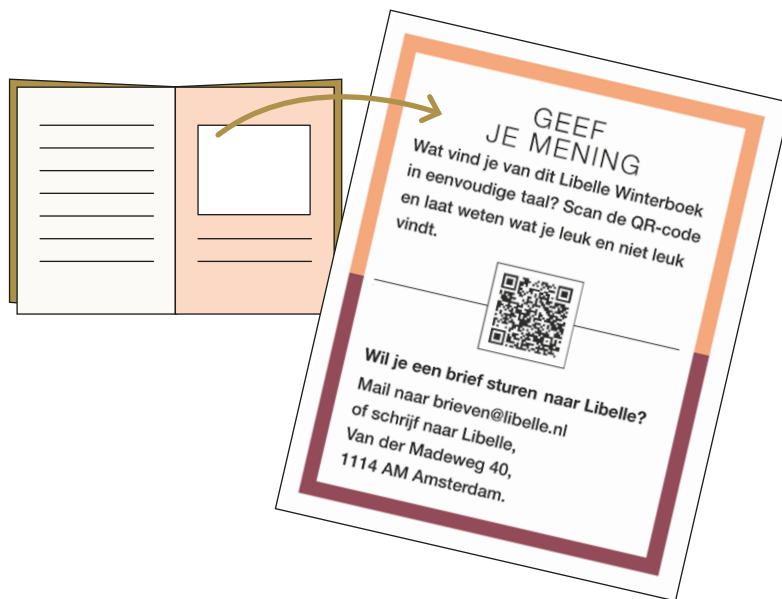 GEEF
JE MENING
Wat vind je van dit Libelle Winterboek
in eenvoudige taal? Scan de QR-code
en laat weten wat je leuk en niet leuk
vindt.
Wil je een brief sturen naar Libelle?
Mail naar brieven@libelle.nl
of schrijf naar Libelle,
Van der Madeweg 40,
1114 AM Amsterdam.